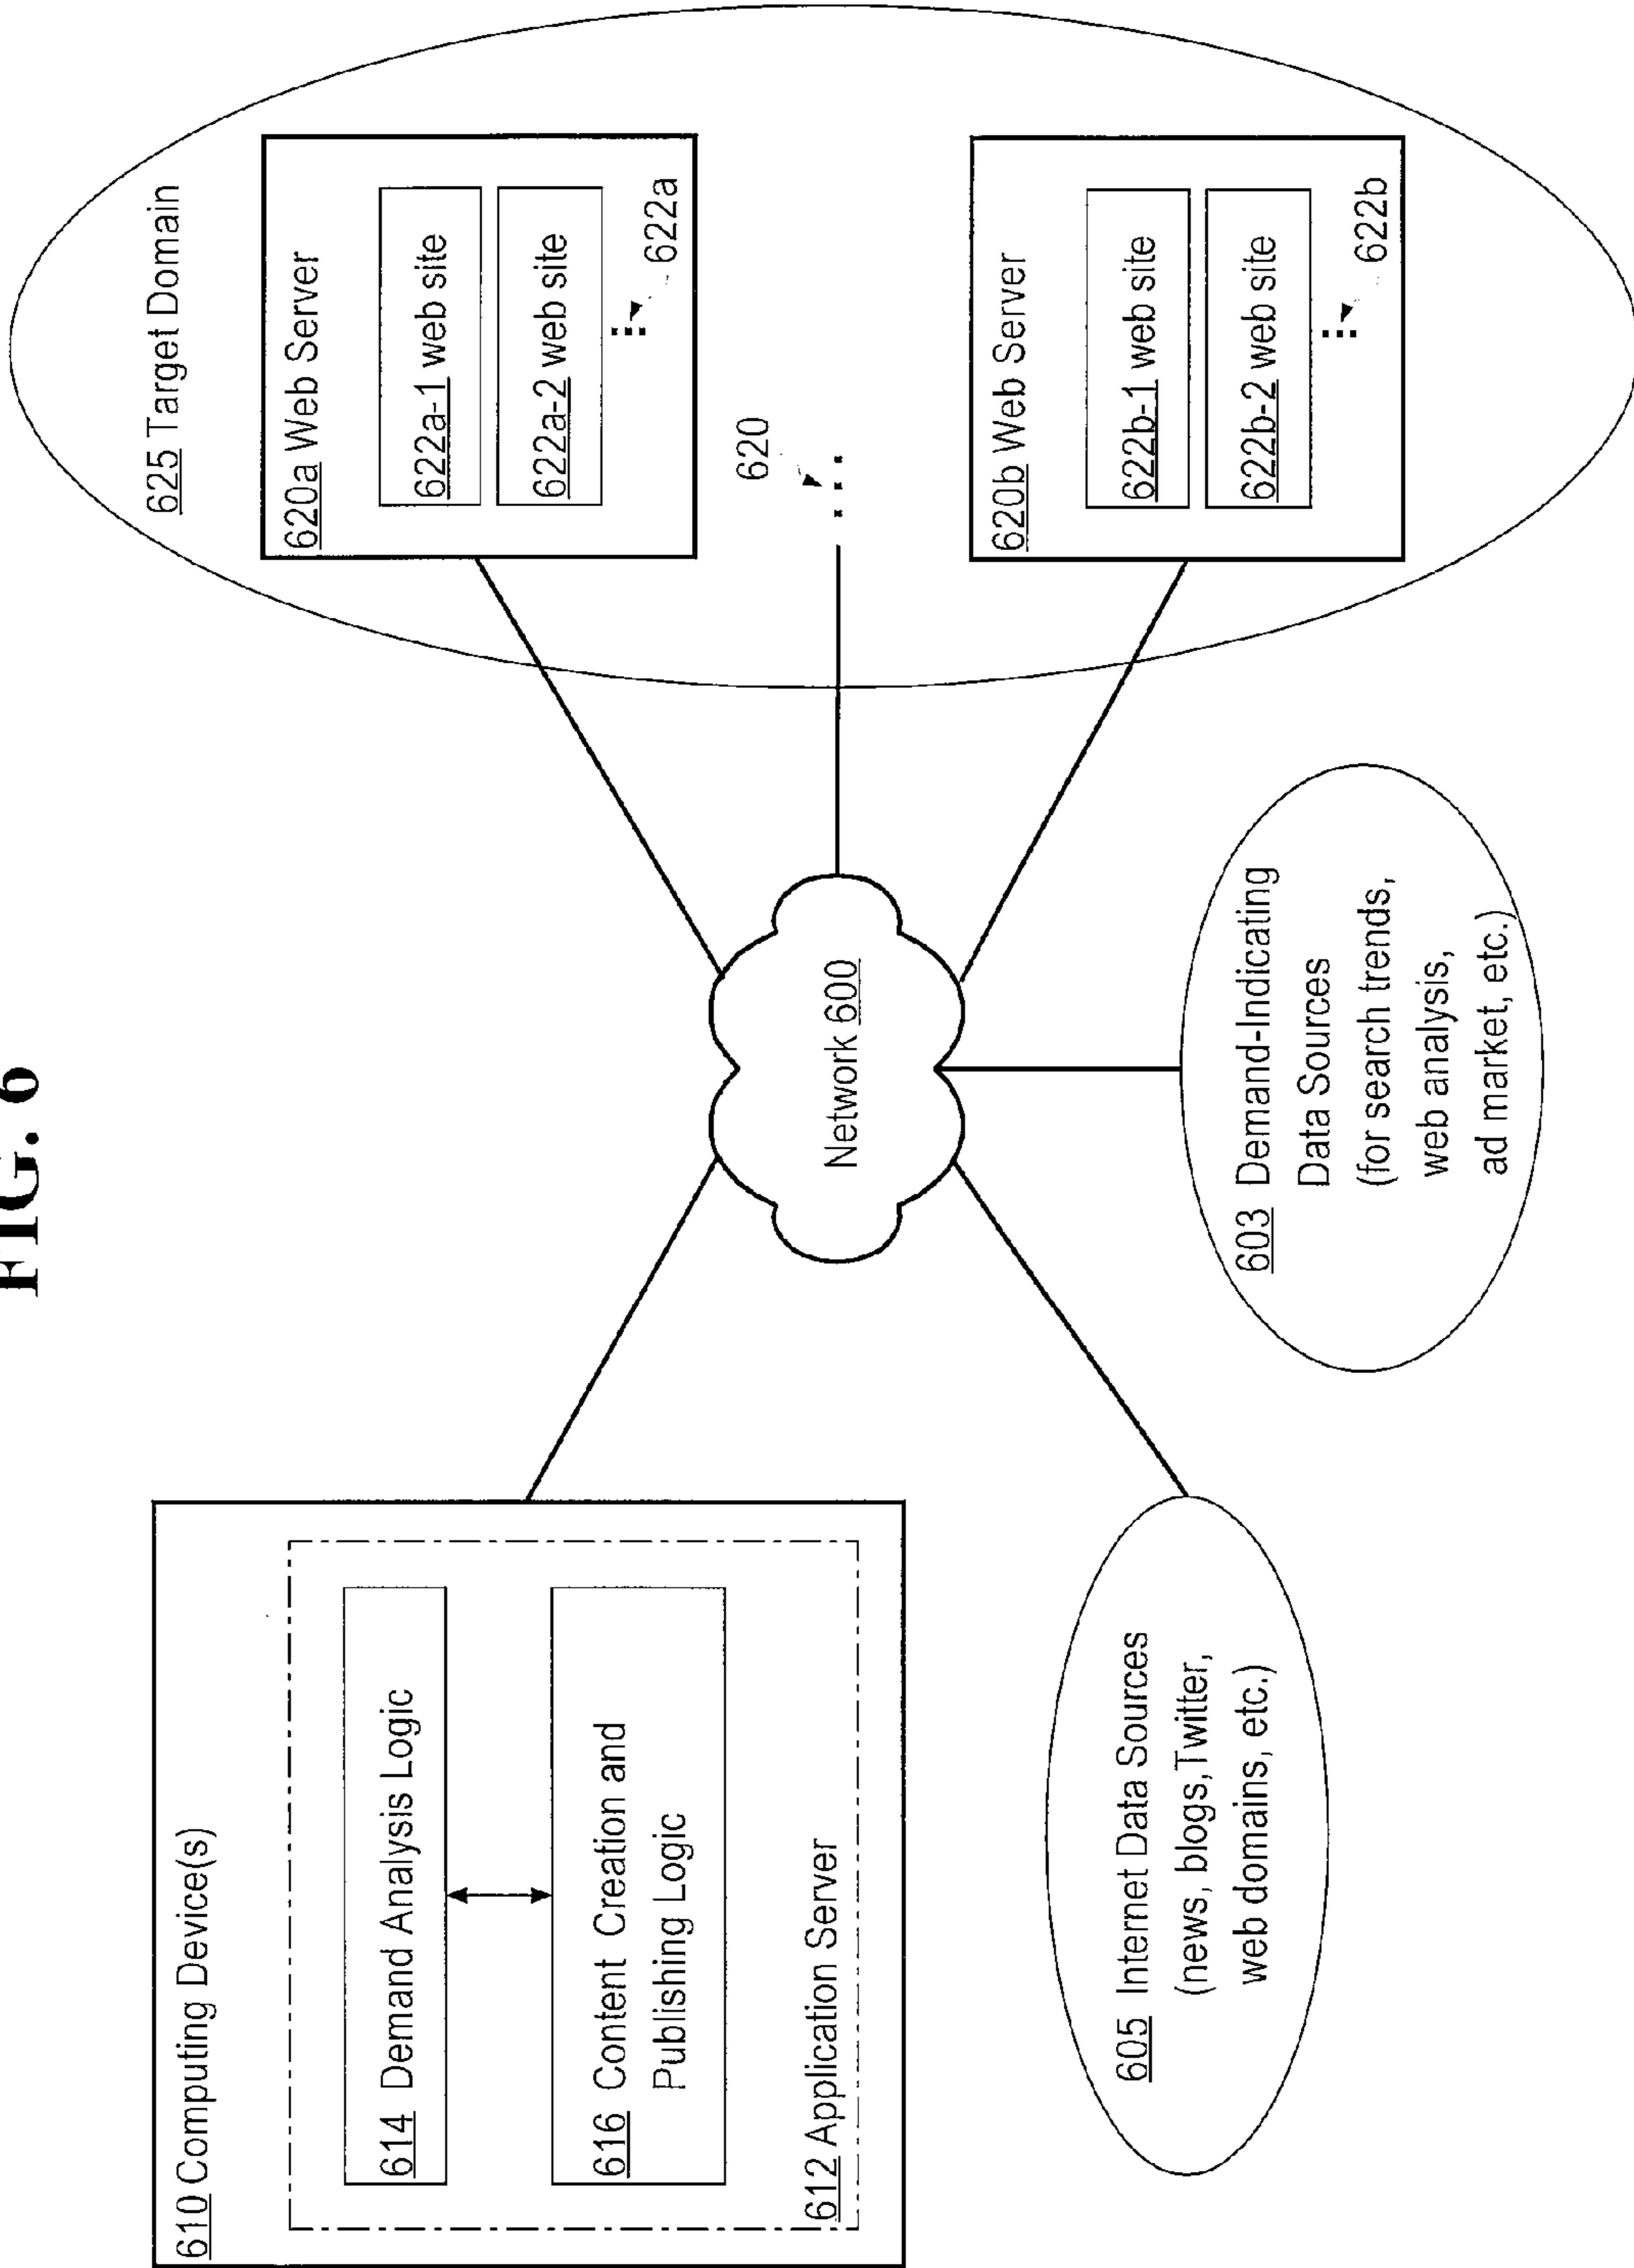 FIG. 6
610 Computing Device(s)
614 Demand Analysis Logic
616 Content Creation and
Publishing Logic
612 Application Server
605 Internet Data Sources
(news, blogs,Twitter,
web domains, etc.)
Network 600
603 Demand-Indicating
Data Sources
(for search trends,
web analysis,
ad market, etc.)
625 Target Domain
620a Web Server
622a-1 web site
622a-2 web site
622a
620
620b Web Server
622b-1 web site
622b-2 web site
622b